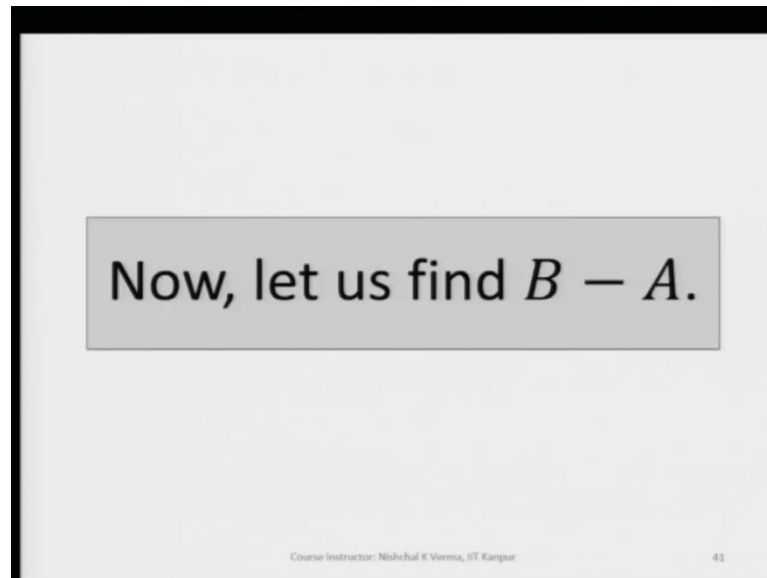 Now, let us find B − A.
Course Instructor: Nishchal K Verma, IIT Kanpur
41